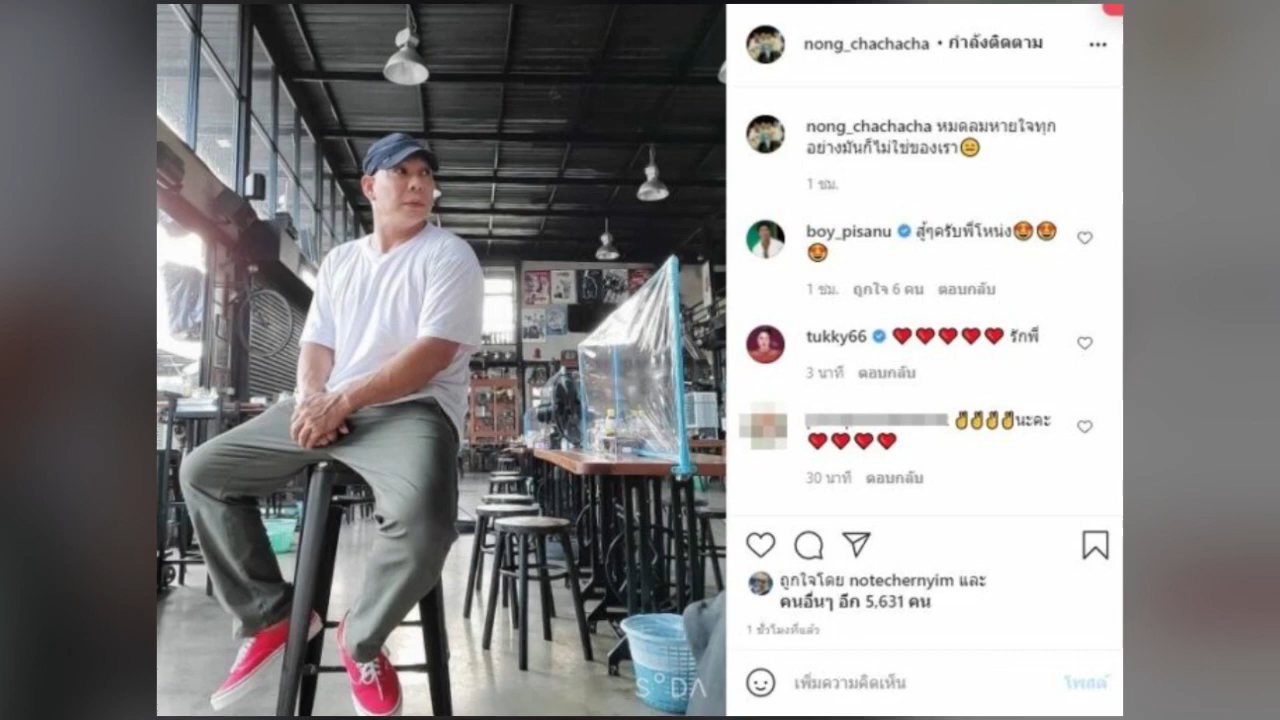 nong_chachacha • กำลังติดตาม
nong_chachacha หมดลมหายใจทุก
อย่างมันก็ไม่ใช่ของเรา😑
1 ชม.
boy_pisanu สู้ๆครับพี่โหน่ง😍😍
😍
1 ชม. ถูกใจ 6 คน ตอบกลับ
tukky66 ❤❤❤❤❤ รักพี่
3 นาที ตอบกลับ
✌✌✌✌นะคะ
❤❤❤❤
30 นาที ตอบกลับ
ถูกใจโดย notechernyim และ
คนอื่นๆ อีก 5,631 คน
1 ชั่วโมงที่แล้ว
เพิ่มความคิดเห็น โพสต์
SODA